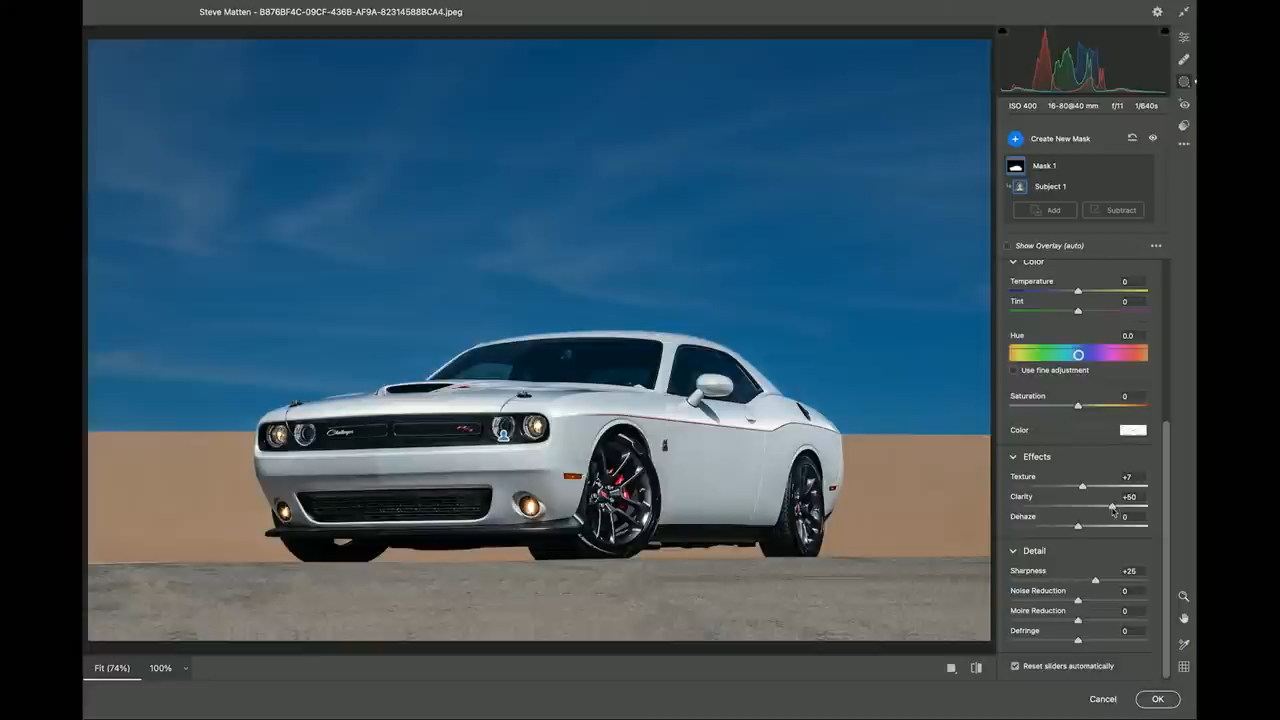 Steve Matten - B876BF4C-09CF-436B-AF9A-82314588BCA4.jpeg
ISO 400 16-80@40 mm f/11 1/640s
Create New Mask
Mask 1
Subject 1
Add Subtract
Show Overlay (auto)
Color
Temperature 0
Tint 0
Hue 0.0
Use fine adjustment
Saturation 0
Color
Effects
Texture +7
Clarity +50
Dehaze 0
Detail
Sharpness +25
Noise Reduction 0
Moire Reduction 0
Defringe 0
Reset sliders automatically
Challenger
Fit (74%) 100%
Cancel OK